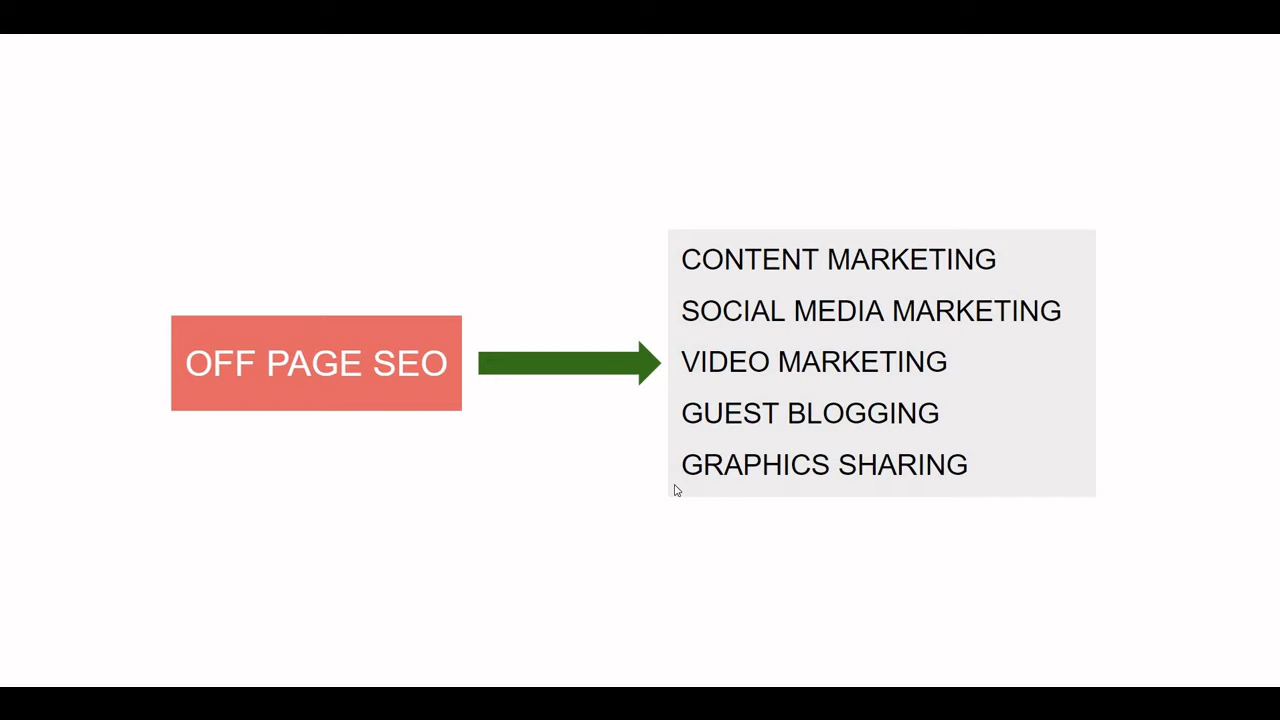 OFF PAGE SEO
CONTENT MARKETING
SOCIAL MEDIA MARKETING
VIDEO MARKETING
GUEST BLOGGING
GRAPHICS SHARING